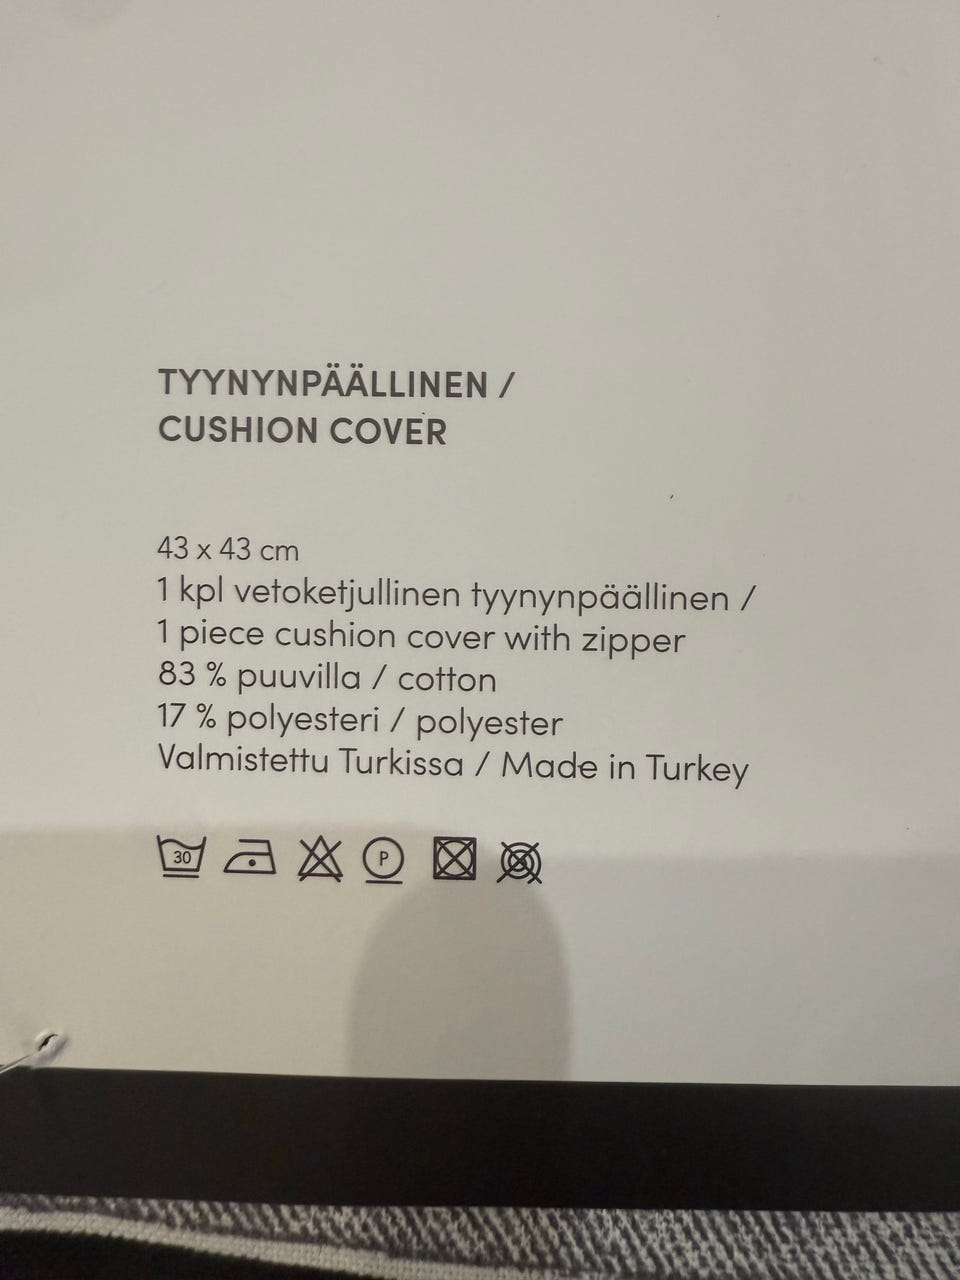 TYYNYNPÄÄLLINEN /
CUSHION COVER
43 x 43 cm
1 kpl vetoketjullinen tyynynpäällinen /
1 piece cushion cover with zipper
83 % puuvilla / cotton
17 % polyesteri / polyester
Valmistettu Turkissa / Made in Turkey
30 P